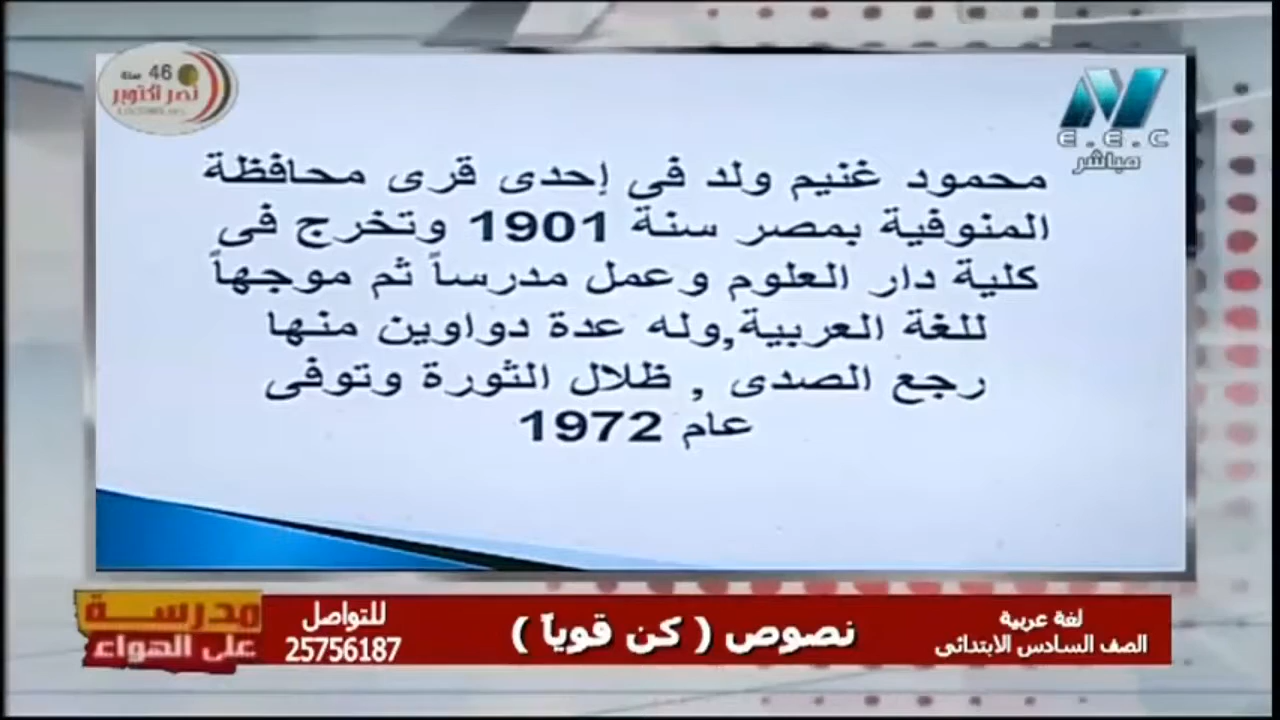 46 سنة
نصر أكتوبر
E.E.C
مباشر
محمود غنيم ولد فى إحدى قرى محافظة
المنوفية بمصر سنة 1901 وتخرج فى
كلية دار العلوم وعمل مدرساً ثم موجهاً
للغة العربية,وله عدة دواوين منها
رجع الصدى , ظلال الثورة وتوفى
عام 1972
لغة عربية
الصف السادس الابتدائى
نصوص ( كن قوياً )
للتواصل
25756187
مدرسة
على الهواء